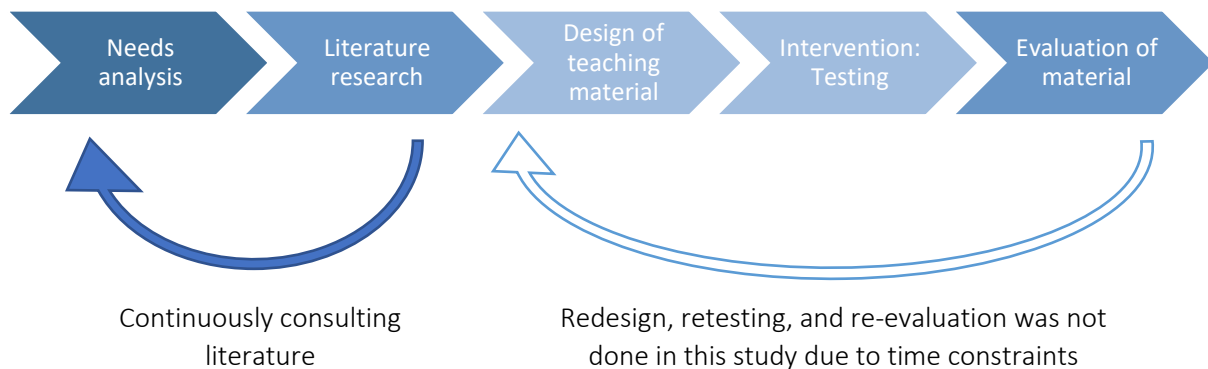 Needs
analysis
Literature
research
Design of
teaching
material
Intervention:
Testing
Evaluation of
material
Continuously consulting
literature
Redesign, retesting, and re-evaluation was not
done in this study due to time constraints